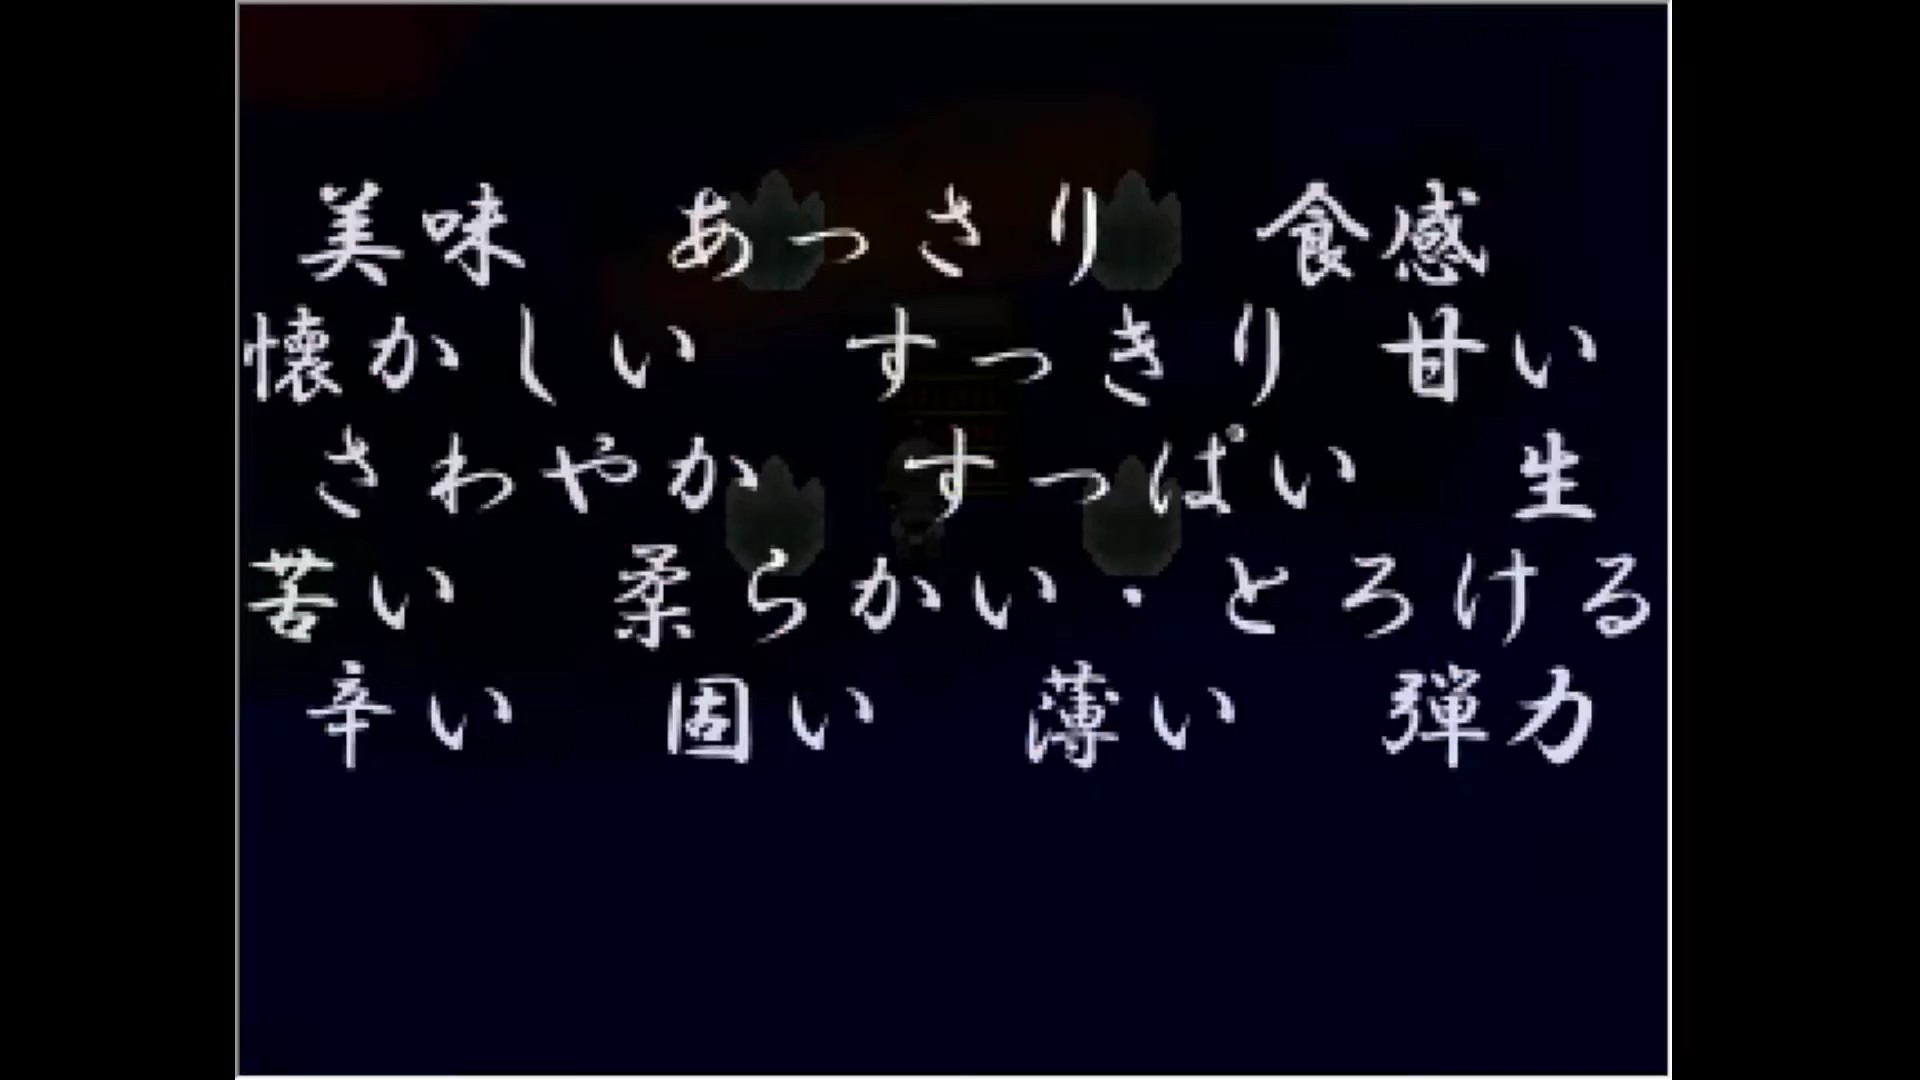 美味　あっさり　食感
懐かしい　すっきり 甘い
さわやか　すっぱい　生
苦い　柔らかい・とろける
辛い　固い　薄い　弾力